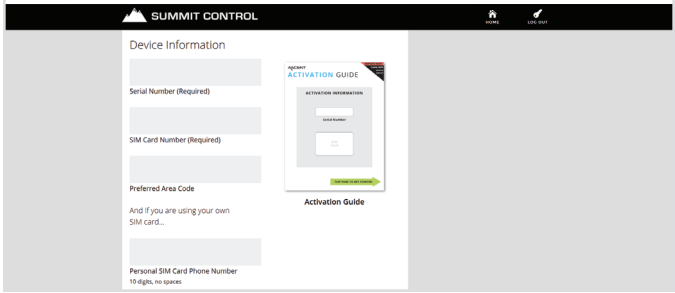 SUMMIT CONTROL
HOME
LOG OUT
Device Information
Serial Number (Required)
SIM Card Number (Required)
Preferred Area Code
And if you are using your own
SIM card...
Personal SIM Card Phone Number
10 digits, no spaces
ACTIVATION GUIDE
ACTIVATION INFORMATION
Serial Number
Activation Guide